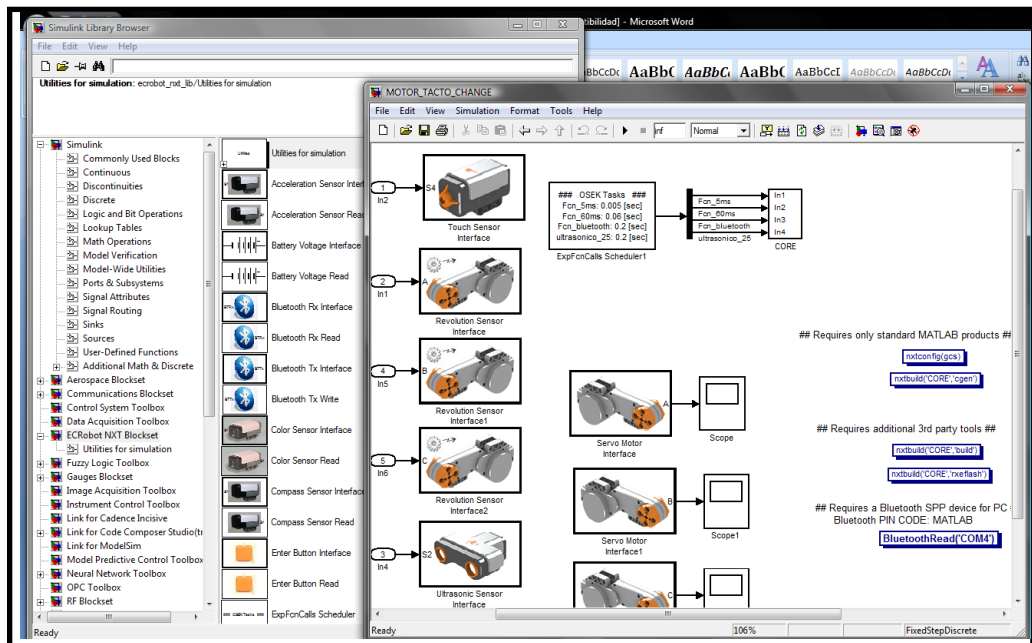 tibilidad] - Microsoft Word
AaBbCcDc AaBbC AaBbCc AaBbC AaBbCcI AaBbCcDc AaBbCcDc
Simulink Library Browser
File Edit View Help
Utilities for simulation: ecrobot_nxt_lib/Utilities for simulation
Simulink
Commonly Used Blocks
Continuous
Discontinuities
Discrete
Logic and Bit Operations
Lookup Tables
Math Operations
Model Verification
Model-Wide Utilities
Ports & Subsystems
Signal Attributes
Signal Routing
Sinks
Sources
User-Defined Functions
Additional Math & Discrete
Aerospace Blockset
Communications Blockset
Control System Toolbox
Data Acquisition Toolbox
ECRobot NXT Blockset
Utilities for simulation
Fuzzy Logic Toolbox
Gauges Blockset
Image Acquisition Toolbox
Instrument Control Toolbox
Link for Cadence Incisive
Link for Code Composer Studio(tr
Link for ModelSim
Model Predictive Control Toolbox
Neural Network Toolbox
OPC Toolbox
RF Blockset
Utilities for simulation
Acceleration Sensor Interf
Acceleration Sensor Read
Battery Voltage Interface
Battery Voltage Read
Bluetooth Rx Interface
Bluetooth Rx Read
Bluetooth Tx Interface
Bluetooth Tx Write
Color Sensor Interface
Color Sensor Read
Compass Sensor Interface
Compass Sensor Read
Enter Button Interface
Enter Button Read
ExpFcnCalls Scheduler
Ready
MOTOR_TACTO_CHANGE
File Edit View Simulation Format Tools Help
inf Normal
1
In2
S4
Touch Sensor
Interface
2
In1
A
Revolution Sensor
Interface
4
In5
B
Revolution Sensor
Interface1
5
In6
C
Revolution Sensor
Interface2
3
In4
S2
Ultrasonic Sensor
Interface
### OSEK Tasks ###
Fcn_5ms: 0.005 [sec]
Fcn_60ms: 0.06 [sec]
Fcn_bluetooth: 0.2 [sec]
ultrasonico_25: 0.2 [sec]
ExpFcnCalls Scheduler1
Fcn_5ms
Fcn_60ms
Fcn_bluetooth
ultrasonico_25
In1
In2
In3
In4
CORE
A
Servo Motor
Interface
Scope
B
Servo Motor
Interface1
Scope1
C
## Requires only standard MATLAB products ##
nxtconfig(gcs)
nxtbuild('CORE','cgen')
## Requires additional 3rd party tools ##
nxtbuild('CORE','build')
nxtbuild('CORE','rxeflash')
## Requires a Bluetooth SPP device for PC
Bluetooth PIN CODE: MATLAB
BluetoothRead('COM4')
Ready 106% FixedStepDiscrete